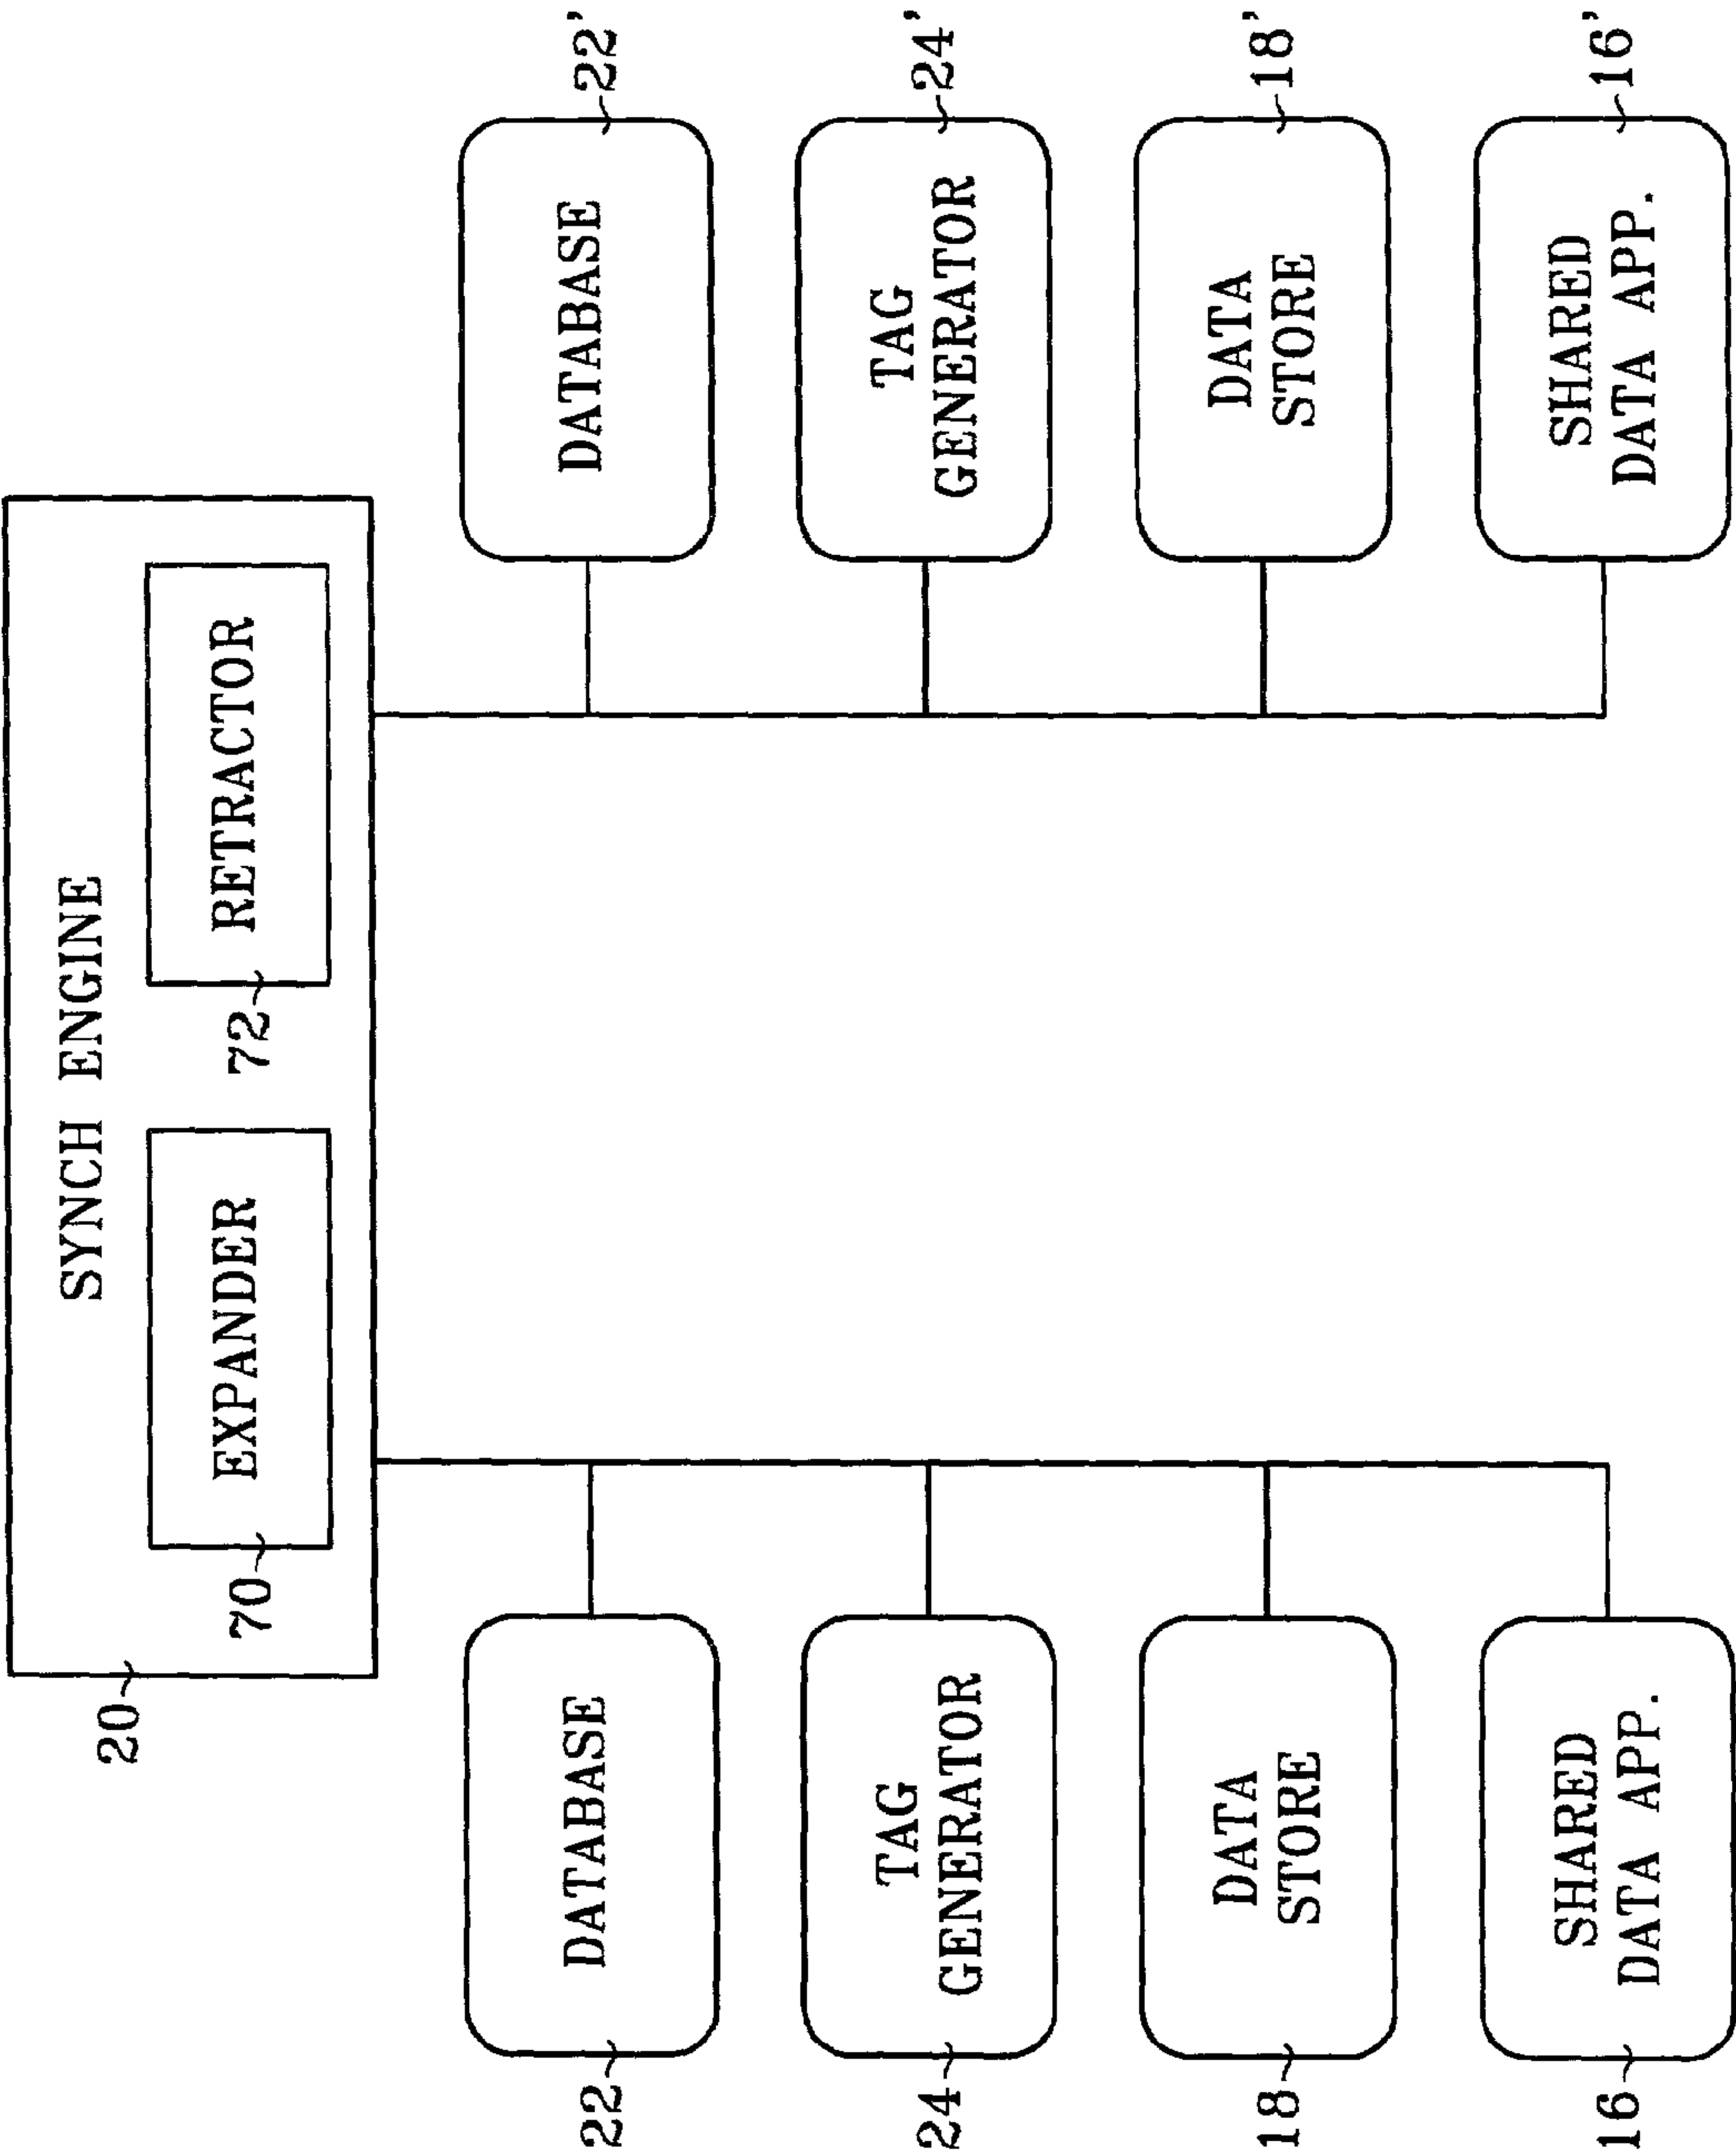 SYNCH ENGINE
20
EXPANDER
70
RETRACTOR
72
DATABASE
22
TAG
GENERATOR
24
DATA
STORE
18
SHARED
DATA APP.
16
DATABASE
22'
TAG
GENERATOR
24'
DATA
STORE
18'
SHARED
DATA APP.
16'